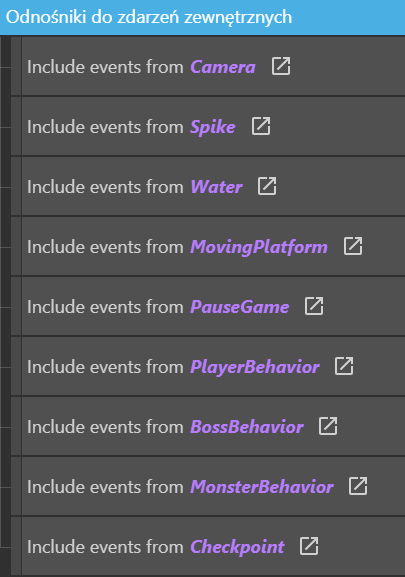 Odnośniki do zdarzeń zewnętrznych
Include events from Camera
Include events from Spike
Include events from Water
Include events from MovingPlatform
Include events from PauseGame
Include events from PlayerBehavior
Include events from BossBehavior
Include events from MonsterBehavior
Include events from Checkpoint